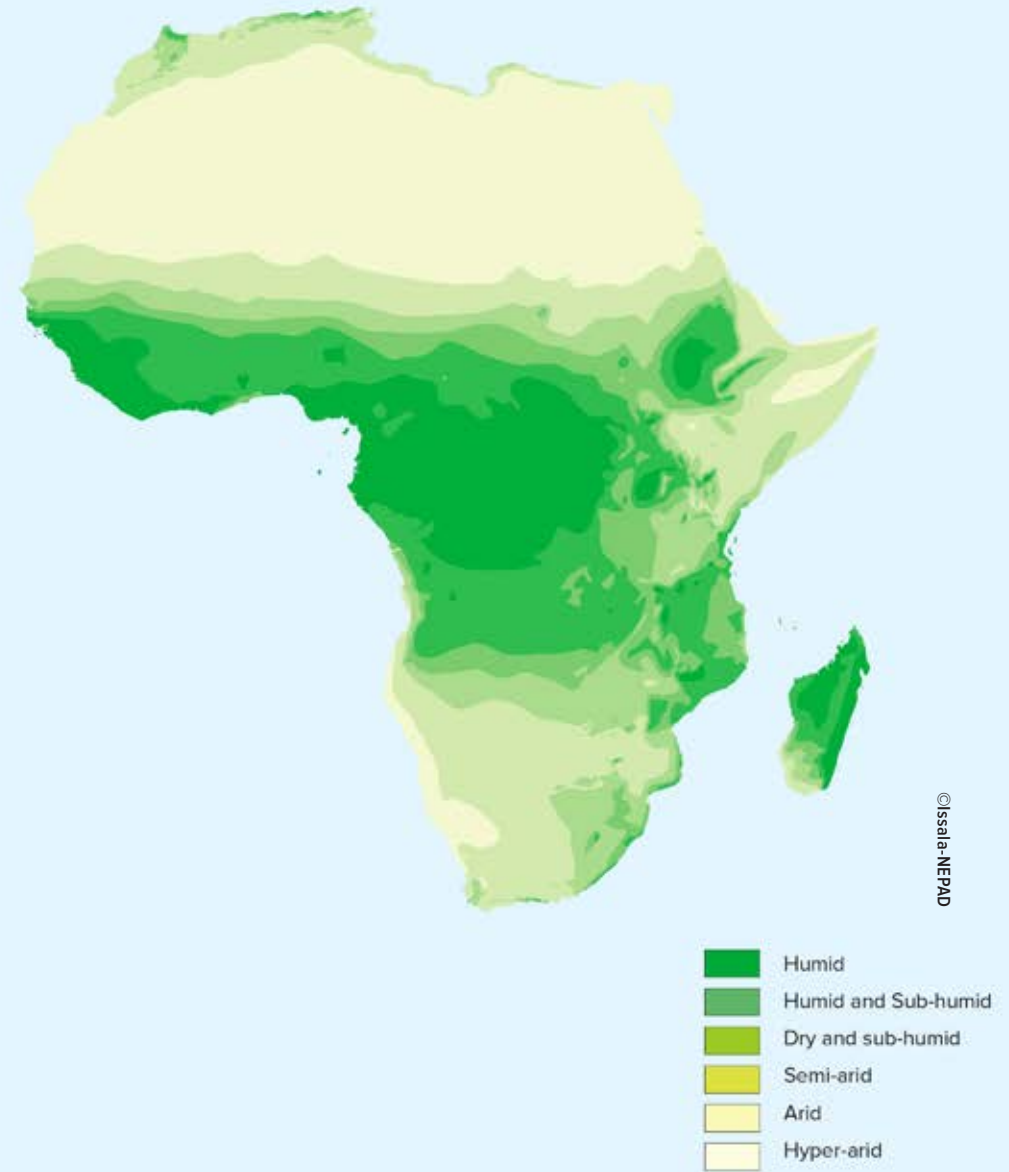 ©Issala-NEPAD
Humid
Humid and Sub-humid
Dry and sub-humid
Semi-arid
Arid
Hyper-arid